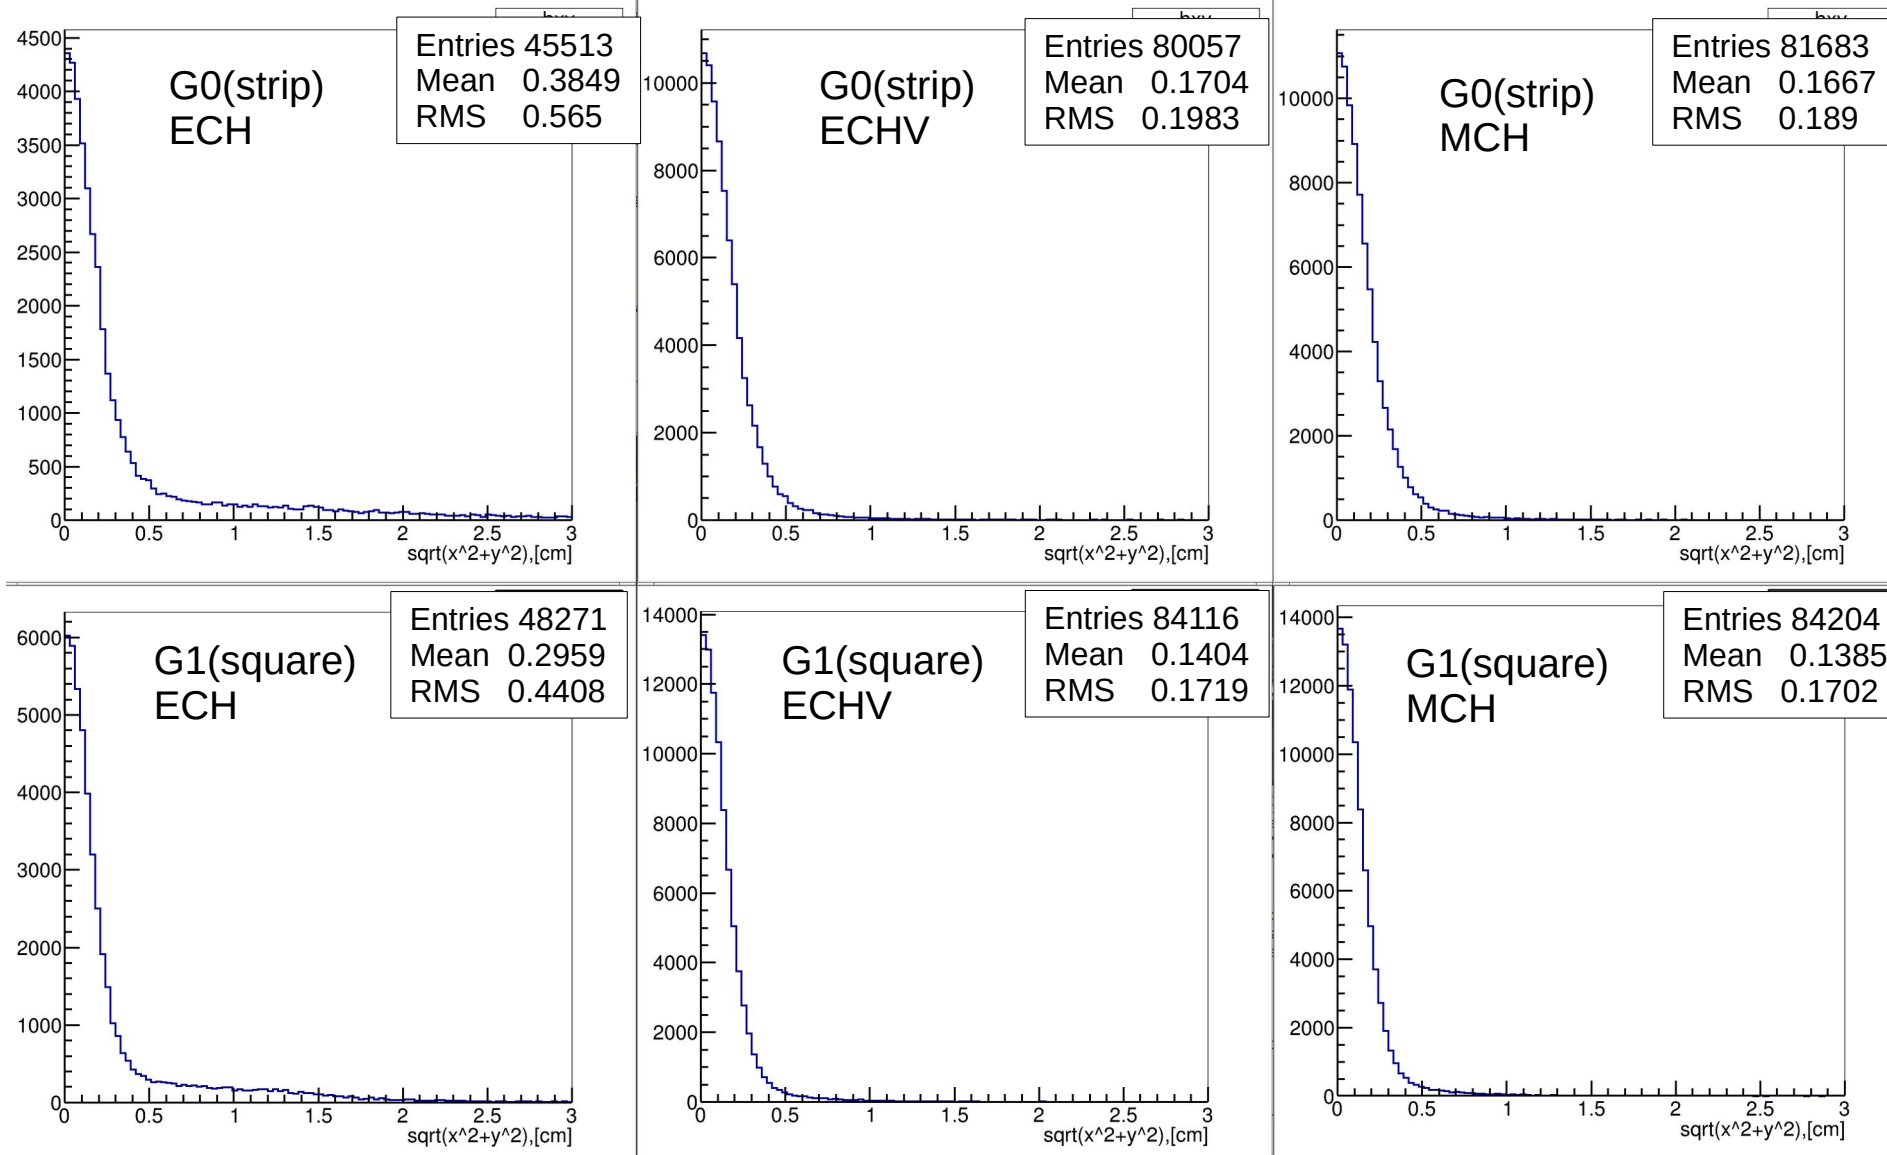 Entries 45513
Mean 0.3849
RMS 0.565
G0(strip)
ECH
4500
4000
3500
3000
2500
2000
1500
1000
500
0
0 0.5 1 1.5 2 2.5 3
sqrt(x^2+y^2),[cm]
Entries 80057
Mean 0.1704
RMS 0.1983
G0(strip)
ECHV
10000
8000
6000
4000
2000
0
0 0.5 1 1.5 2 2.5 3
sqrt(x^2+y^2),[cm]
Entries 81683
Mean 0.1667
RMS 0.189
G0(strip)
MCH
10000
8000
6000
4000
2000
0
0 0.5 1 1.5 2 2.5 3
sqrt(x^2+y^2),[cm]
Entries 48271
Mean 0.2959
RMS 0.4408
G1(square)
ECH
6000
5000
4000
3000
2000
1000
0
0 0.5 1 1.5 2 2.5 3
sqrt(x^2+y^2),[cm]
Entries 84116
Mean 0.1404
RMS 0.1719
G1(square)
ECHV
14000
12000
10000
8000
6000
4000
2000
0
0 0.5 1 1.5 2 2.5 3
sqrt(x^2+y^2),[cm]
Entries 84204
Mean 0.1385
RMS 0.1702
G1(square)
MCH
14000
12000
10000
8000
6000
4000
2000
0
0 0.5 1 1.5 2 2.5 3
sqrt(x^2+y^2),[cm]